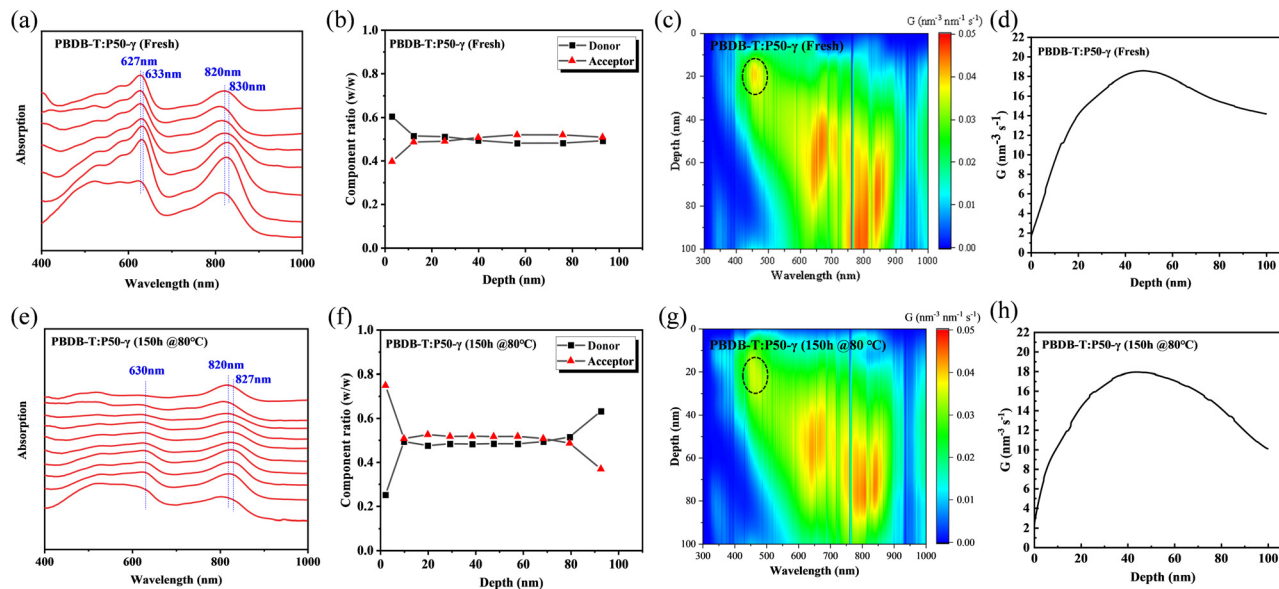 (a)
PBDB-T:P50-γ (Fresh)
627nm
633nm
820nm
830nm
Absorption
400 600 800 1000
Wavelength (nm)
(b)
PBDB-T:P50-γ (Fresh)
Donor
Acceptor
Component ratio (w/w)
1.0
0.8
0.6
0.4
0.2
0.0
0 20 40 60 80 100
Depth (nm)
(c)
G (nm⁻³ nm⁻¹ s⁻¹)
PBDB-T:P50-γ (Fresh)
Depth (nm)
0
20
40
60
80
100
300 400 500 600 700 800 900 1000
Wavelength (nm)
0.05
0.04
0.03
0.02
0.01
0.00
(d)
PBDB-T:P50-γ (Fresh)
G (nm⁻³ s⁻¹)
22
20
18
16
14
12
10
8
6
4
2
0
0 20 40 60 80 100
Depth (nm)
(e)
PBDB-T:P50-γ (150h @80℃)
630nm
820nm
827nm
Absorption
400 600 800 1000
Wavelength (nm)
(f)
PBDB-T:P50-γ (150h @80℃)
Donor
Acceptor
Component ratio (w/w)
1.0
0.8
0.6
0.4
0.2
0.0
0 20 40 60 80 100
Depth (nm)
(g)
G (nm⁻³ nm⁻¹ s⁻¹)
PBDB-T:P50-γ (150h @80 ℃)
Depth (nm)
0
20
40
60
80
100
300 400 500 600 700 800 900 1000
Wavelength (nm)
0.05
0.04
0.03
0.02
0.01
0.00
(h)
PBDB-T:P50-γ (150h @80℃)
G (nm⁻³ s⁻¹)
22
20
18
16
14
12
10
8
6
4
2
0
0 20 40 60 80 100
Depth (nm)